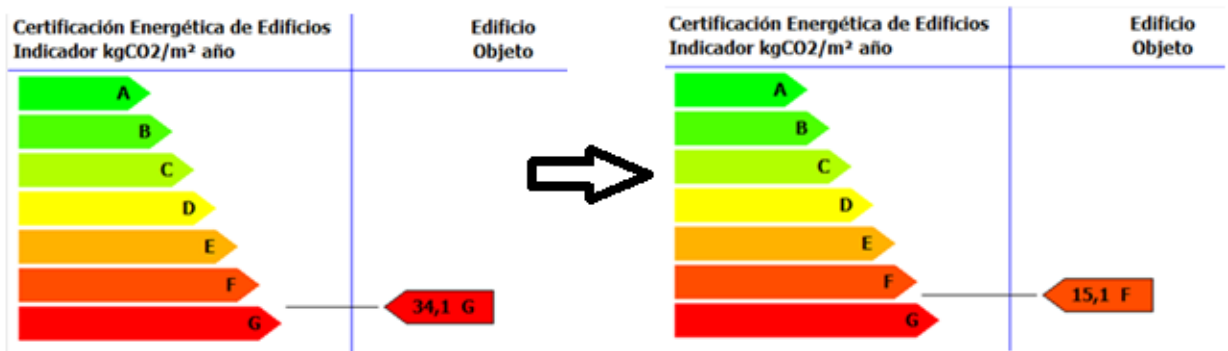 Certificación Energética de Edificios
Indicador kgCO2/m² año
Edificio
Objeto
A
B
C
D
E
F
G
34,1 G
Certificación Energética de Edificios
Indicador kgCO2/m² año
Edificio
Objeto
A
B
C
D
E
F
G
15,1 F